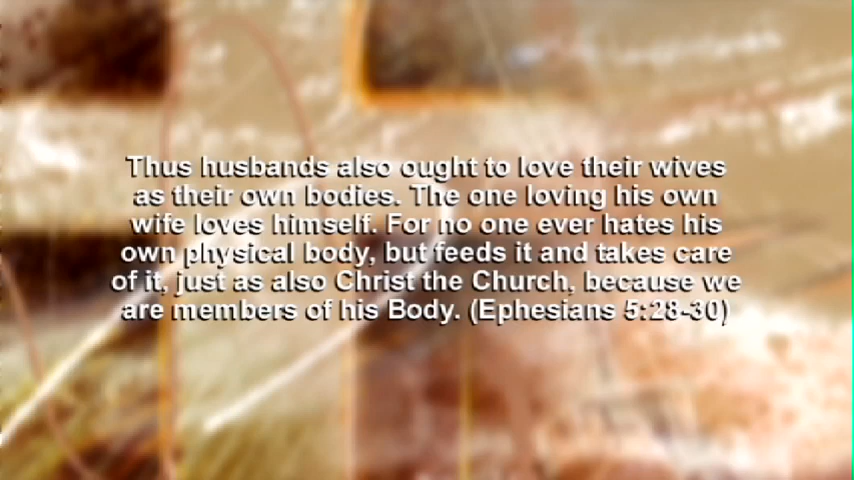 Thus husbands also ought to love their wives
as their own bodies. The one loving his own
wife loves himself. For no one ever hates his
own physical body, but feeds it and takes care
of it, just as also Christ the Church, because we
are members of his Body. (Ephesians 5:28-30)